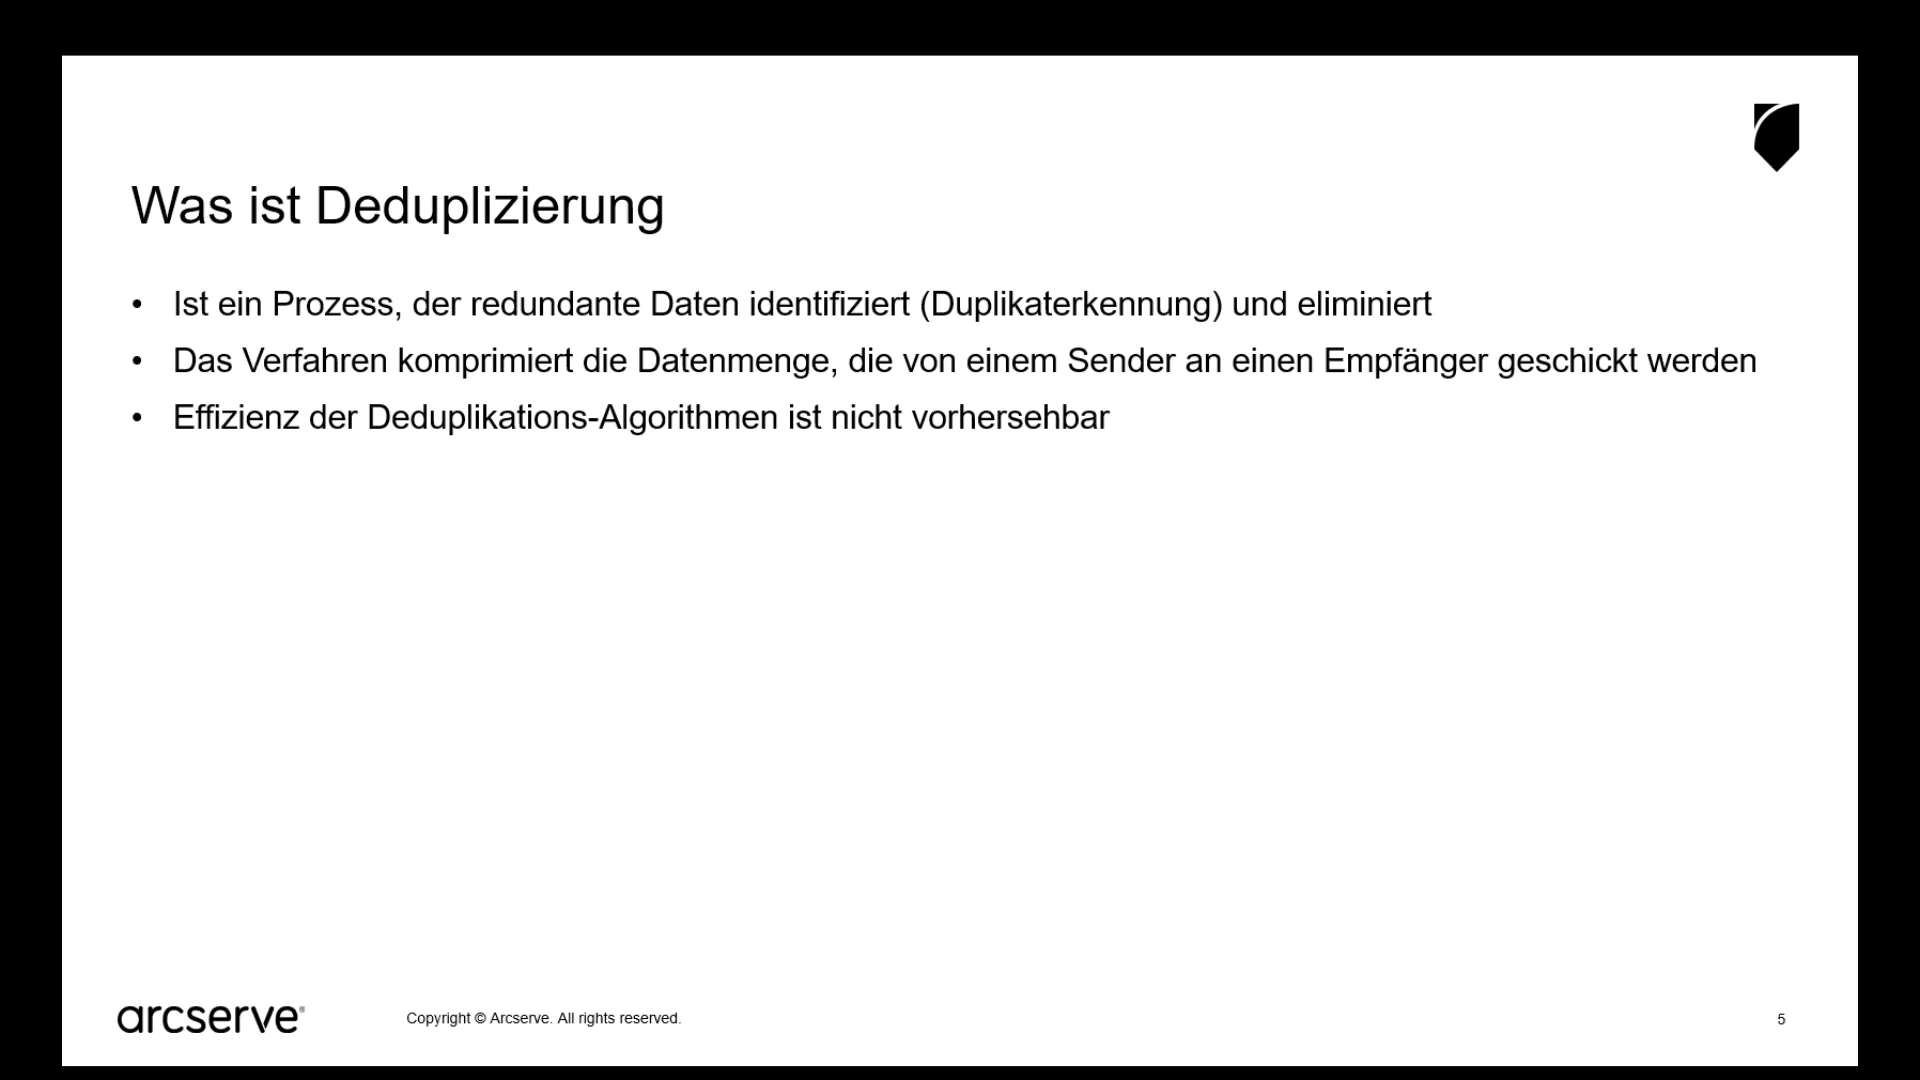 Was ist Deduplizierung
• Ist ein Prozess, der redundante Daten identifiziert (Duplikaterkennung) und eliminiert
• Das Verfahren komprimiert die Datenmenge, die von einem Sender an einen Empfänger geschickt werden
• Effizienz der Deduplikations-Algorithmen ist nicht vorhersehbar
arcserve®
Copyright © Arcserve. All rights reserved.
5